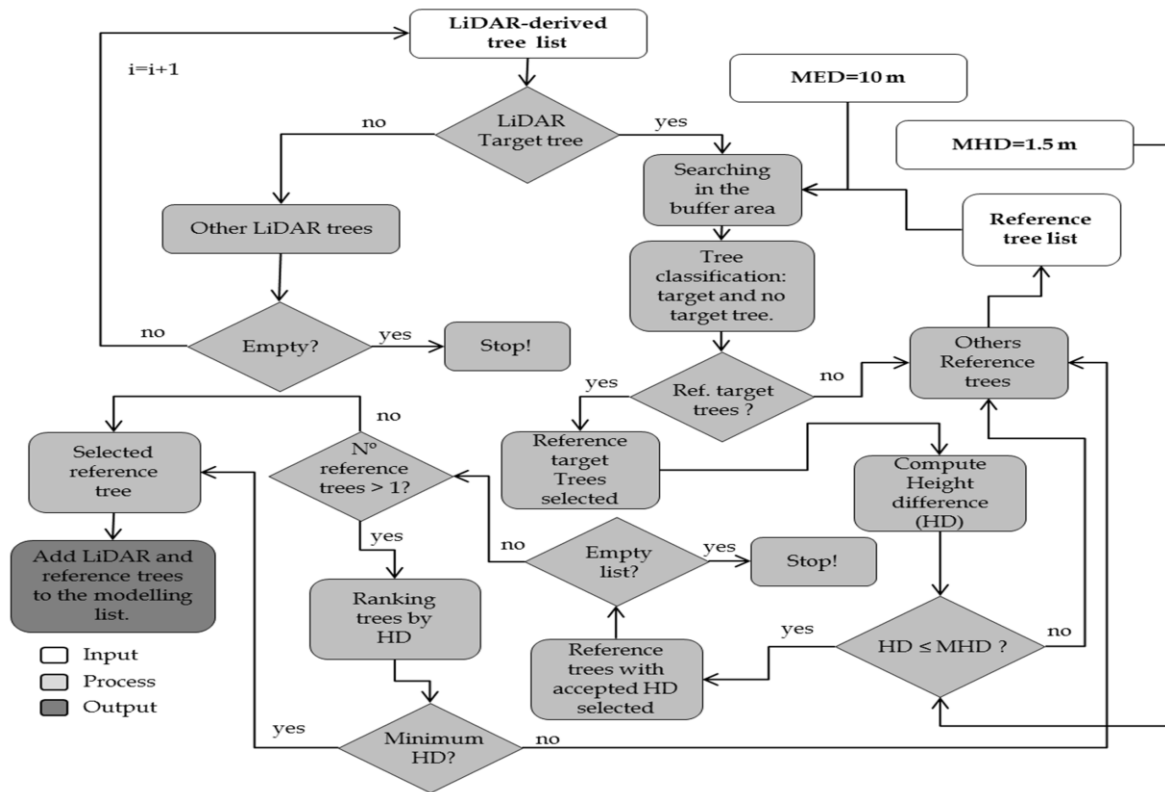 LiDAR-derived
tree list
i=i+1
MED=10 m
MHD=1.5 m
no
LiDAR
Target tree
yes
Searching
in the
buffer area
Other LiDAR trees
Reference
tree list
Tree
classification:
target and no
target tree.
no
Empty?
yes
Stop!
Others
Reference
trees
yes
Ref. target
trees ?
no
no
Selected
reference
tree
Nº
reference
trees > 1?
Reference
target
Trees
selected
Compute
Height
difference
(HD)
yes
no
Empty
list?
yes
Stop!
Add LiDAR and
reference trees
to the modelling
list.
Ranking
trees by
HD
Reference
trees with
accepted HD
selected
yes
HD ≤ MHD ?
no
Input
Process
Output
yes
Minimum
HD?
no